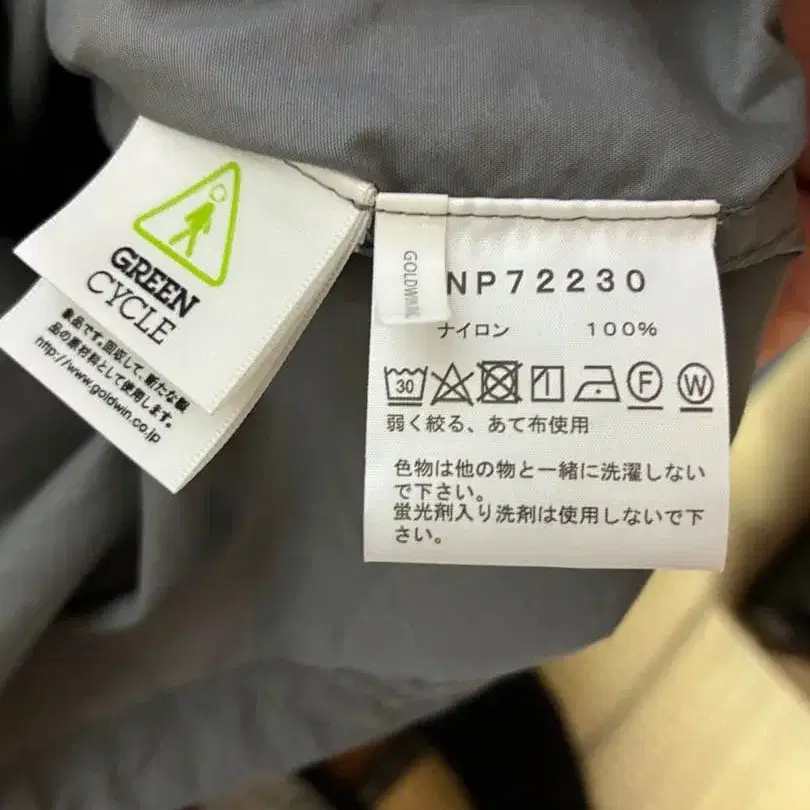 GREEN
CYCLE
象品です。回収して、新たな製
品の素材料として使用します。
http://www.goldwin.co.jp
GOLDWIN
NP72230
ナイロン 100%
30
F
W
弱く絞る、あて布使用
色物は他の物と一緒に洗濯しない
で下さい。
蛍光剤入り洗剤は使用しないで下
さい。